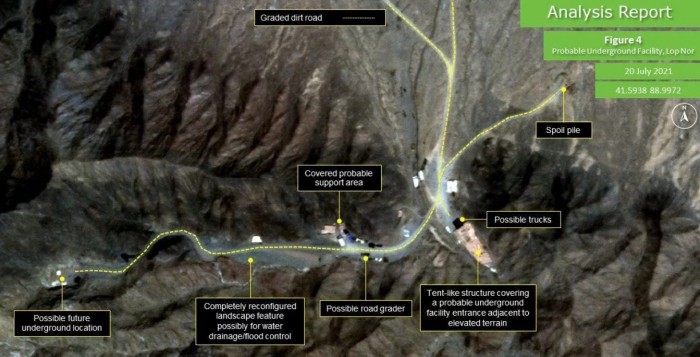 Analysis Report
Figure 4
Probable Underground Facility, Lop Nor
20 July 2021
41.5938 88.9972
A
Graded dirt road
Spoil pile
Covered probable
support area
Possible trucks
Possible future
underground location
Completely reconfigured
landscape feature
possibly for water
drainage/flood control
Possible road grader
Tent-like structure covering
a probable underground
facility entrance adjacent to
elevated terrain